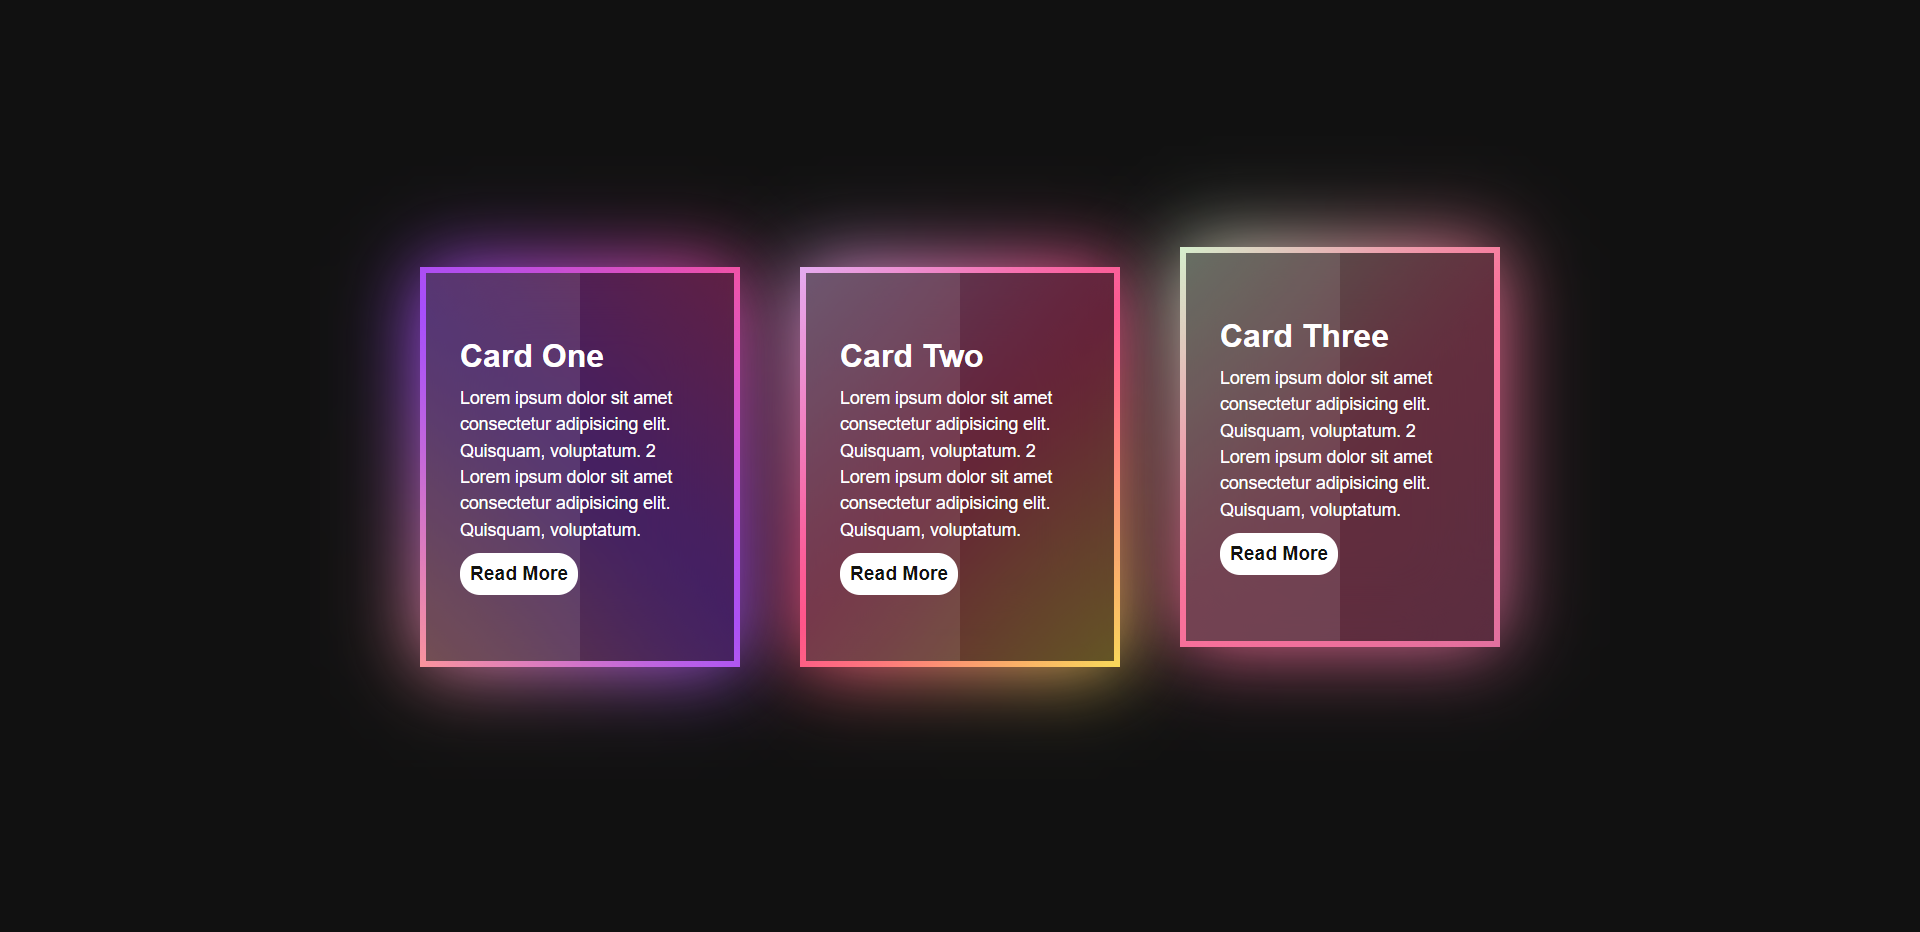 Card One
Lorem ipsum dolor sit amet
consectetur adipisicing elit.
Quisquam, voluptatum. 2
Lorem ipsum dolor sit amet
consectetur adipisicing elit.
Quisquam, voluptatum.
Read More
Card Two
Lorem ipsum dolor sit amet
consectetur adipisicing elit.
Quisquam, voluptatum. 2
Lorem ipsum dolor sit amet
consectetur adipisicing elit.
Quisquam, voluptatum.
Read More
Card Three
Lorem ipsum dolor sit amet
consectetur adipisicing elit.
Quisquam, voluptatum. 2
Lorem ipsum dolor sit amet
consectetur adipisicing elit.
Quisquam, voluptatum.
Read More